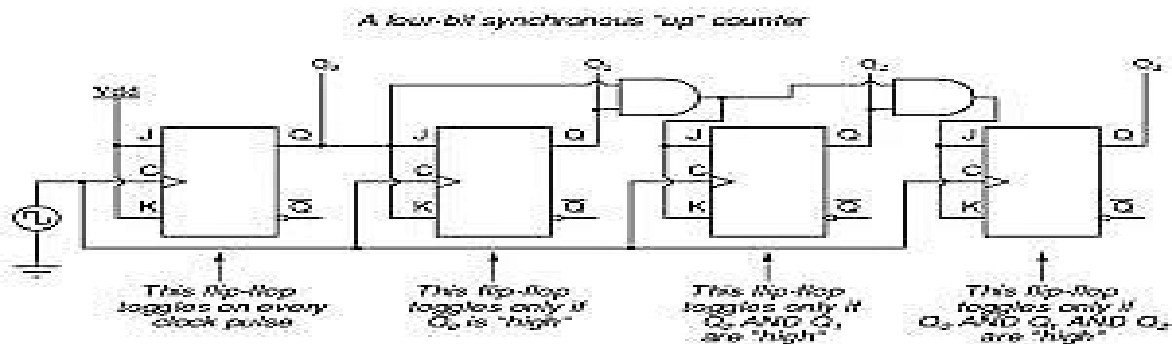 A four-bit synchronous "up" counter
Q₀ Q₁ Q₂ Q₃
Vdd
J Q J Q J Q J Q
C C C C
K Q K Q K Q K Q
This flip-flop
toggles on every
clock pulse
This flip-flop
toggles only if
Q₀ is "high"
This flip-flop
toggles only if
Q₀ AND Q₁
are "high"
This flip-flop
toggles only if
Q₀ AND Q₁ AND Q₂
are "high"